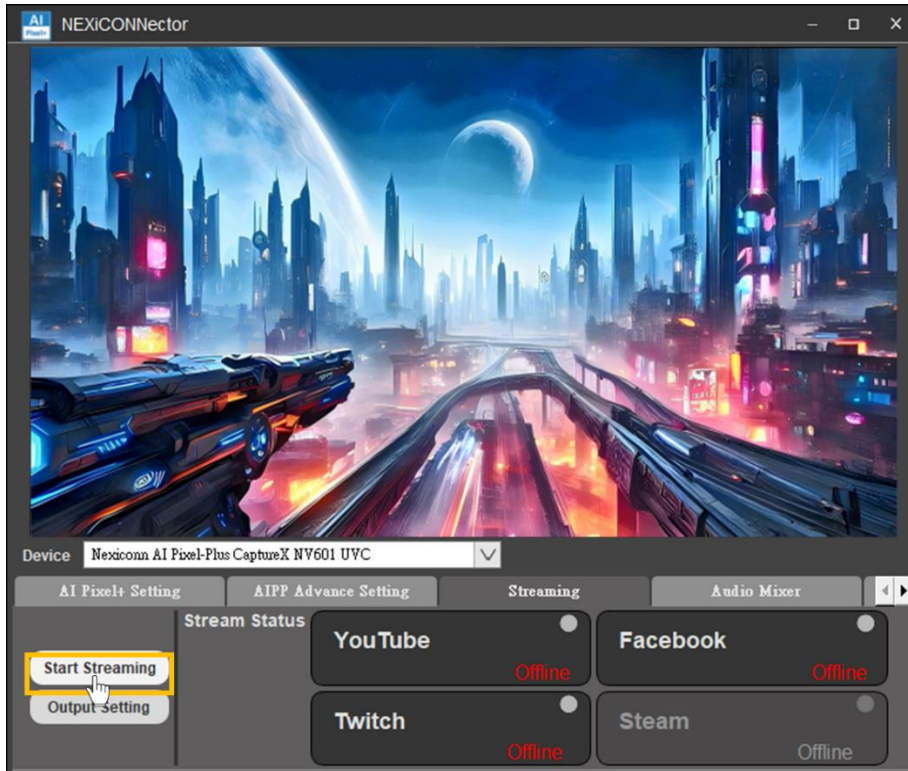 AI
Pixel+
NEXiCONNector
Device
Nexiconn AI Pixel-Plus CaptureX NV601 UVC
AI Pixel+ Setting
AIPP Advance Setting
Streaming
Audio Mixer
Start Streaming
Output Setting
Stream Status
YouTube
Offline
Facebook
Offline
Twitch
Offline
Steam
Offline